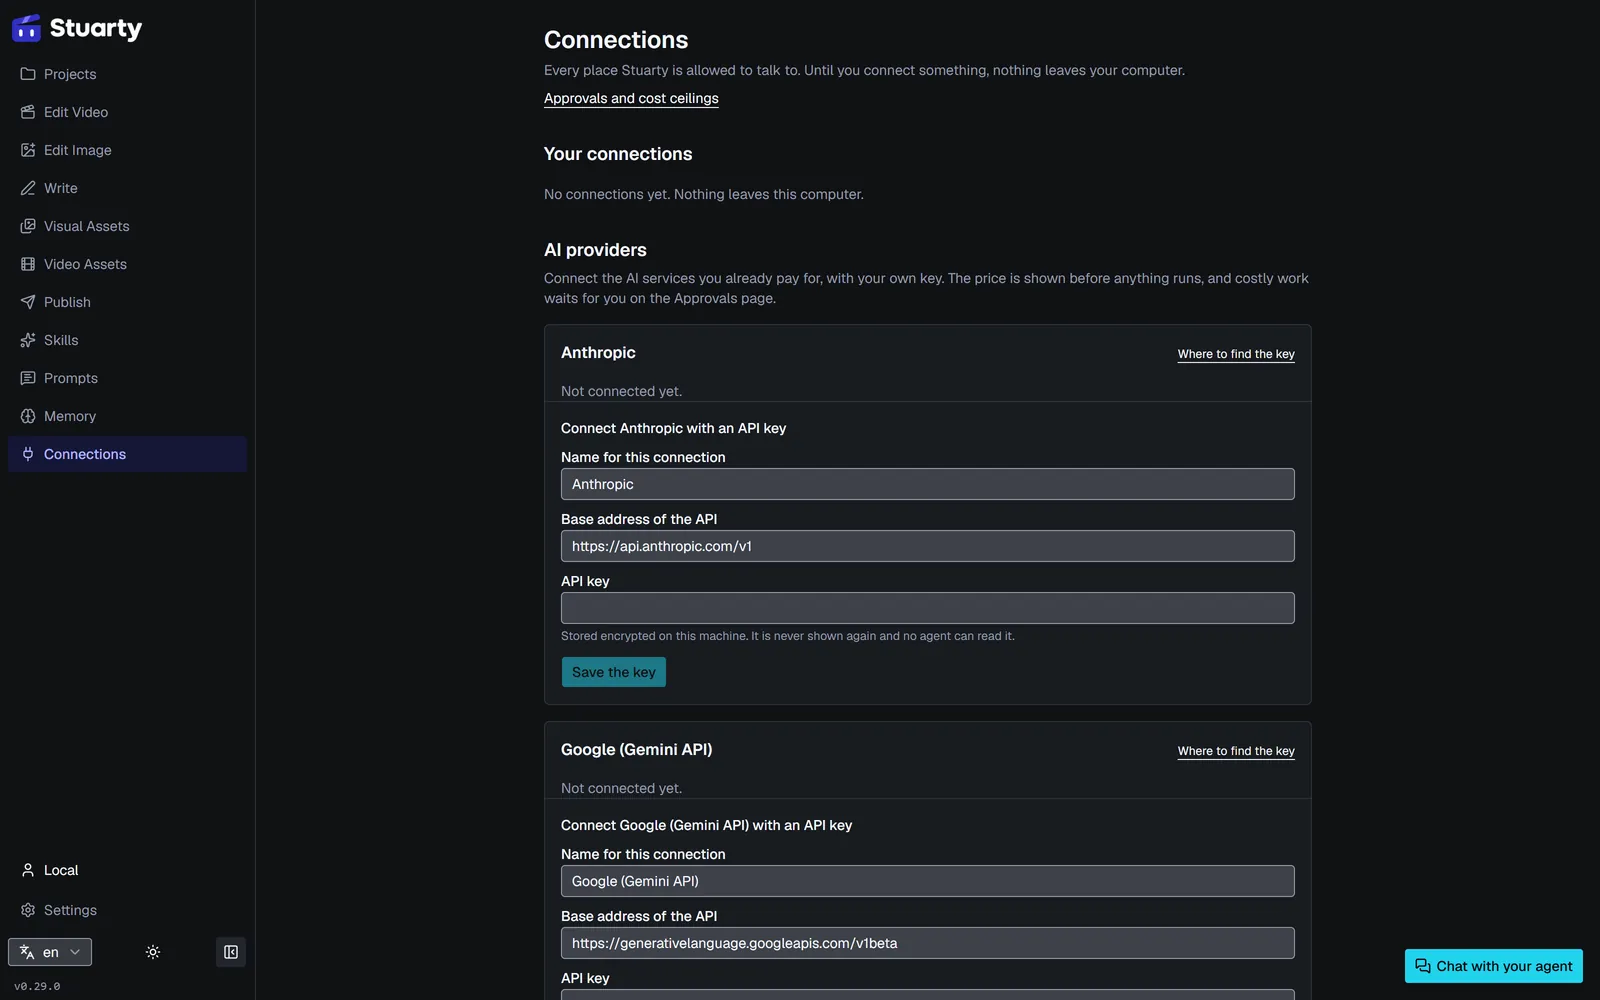 Stuarty
Projects
Edit Video
Edit Image
Write
Visual Assets
Video Assets
Publish
Skills
Prompts
Memory
Connections
Local
Settings
en
v0.29.0
Connections
Every place Stuarty is allowed to talk to. Until you connect something, nothing leaves your computer.
Approvals and cost ceilings
Your connections
No connections yet. Nothing leaves this computer.
AI providers
Connect the AI services you already pay for, with your own key. The price is shown before anything runs, and costly work
waits for you on the Approvals page.
Anthropic
Where to find the key
Not connected yet.
Connect Anthropic with an API key
Name for this connection
Anthropic
Base address of the API
https://api.anthropic.com/v1
API key
Stored encrypted on this machine. It is never shown again and no agent can read it.
Save the key
Google (Gemini API)
Where to find the key
Not connected yet.
Connect Google (Gemini API) with an API key
Name for this connection
Google (Gemini API)
Base address of the API
https://generativelanguage.googleapis.com/v1beta
API key
Chat with your agent